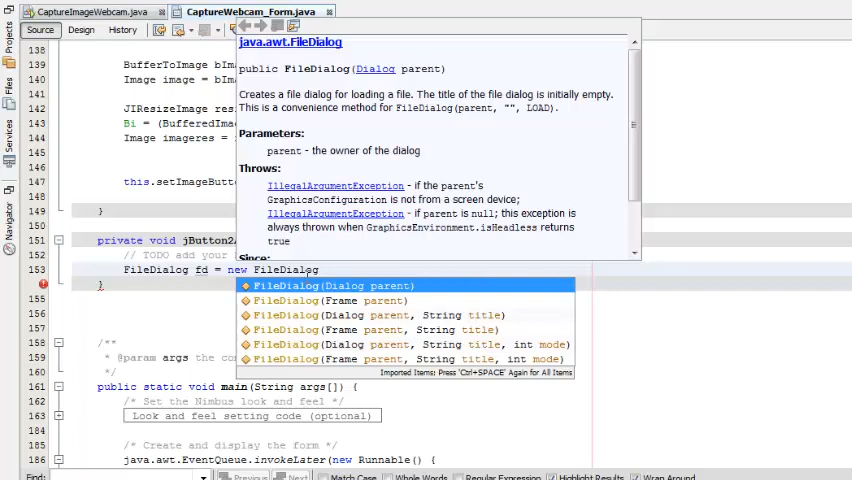 CaptureImageWebcam.java
CaptureWebcam_Form.java
Source Design History
Projects
Files
Services
Navigator
java.awt.FileDialog
public FileDialog(Dialog parent)
Creates a file dialog for loading a file. The title of the file dialog is initially empty.
This is a convenience method for FileDialog(parent, "", LOAD).
Parameters:
parent - the owner of the dialog
Throws:
IllegalArgumentException - if the parent's
GraphicsConfiguration is not from a screen device;
IllegalArgumentException - if parent is null; this exception is
always thrown when GraphicsEnvironment.isHeadless returns
true
Since:
138
139 BufferToImage bIma
140 Image image = bIma
141
142 JIResizeImage resi
143 Bi = (BufferedImag
144 Image imageres =
147 this.setImageButto
148
149 }
150
151 private void jButton2A
152 // TODO add your
153 FileDialog fd = new FileDialog
}
155
156
157
158 /**
159 * @param args the co
160 */
161 public static void main(String args[]) {
162 /* Set the Nimbus look and feel */
163 Look and feel setting code (optional)
184
185 /* Create and display the form */
186 java.awt.EventQueue.invokeLater(new Runnable() {
FileDialog(Dialog parent)
FileDialog(Frame parent)
FileDialog(Dialog parent, String title)
FileDialog(Frame parent, String title)
FileDialog(Dialog parent, String title, int mode)
FileDialog(Frame parent, String title, int mode)
Imported Items; Press 'Ctrl+SPACE' Again for All Items
Find: Previous Next Match Case Whole Words Regular Expression Highlight Results Wrap Around